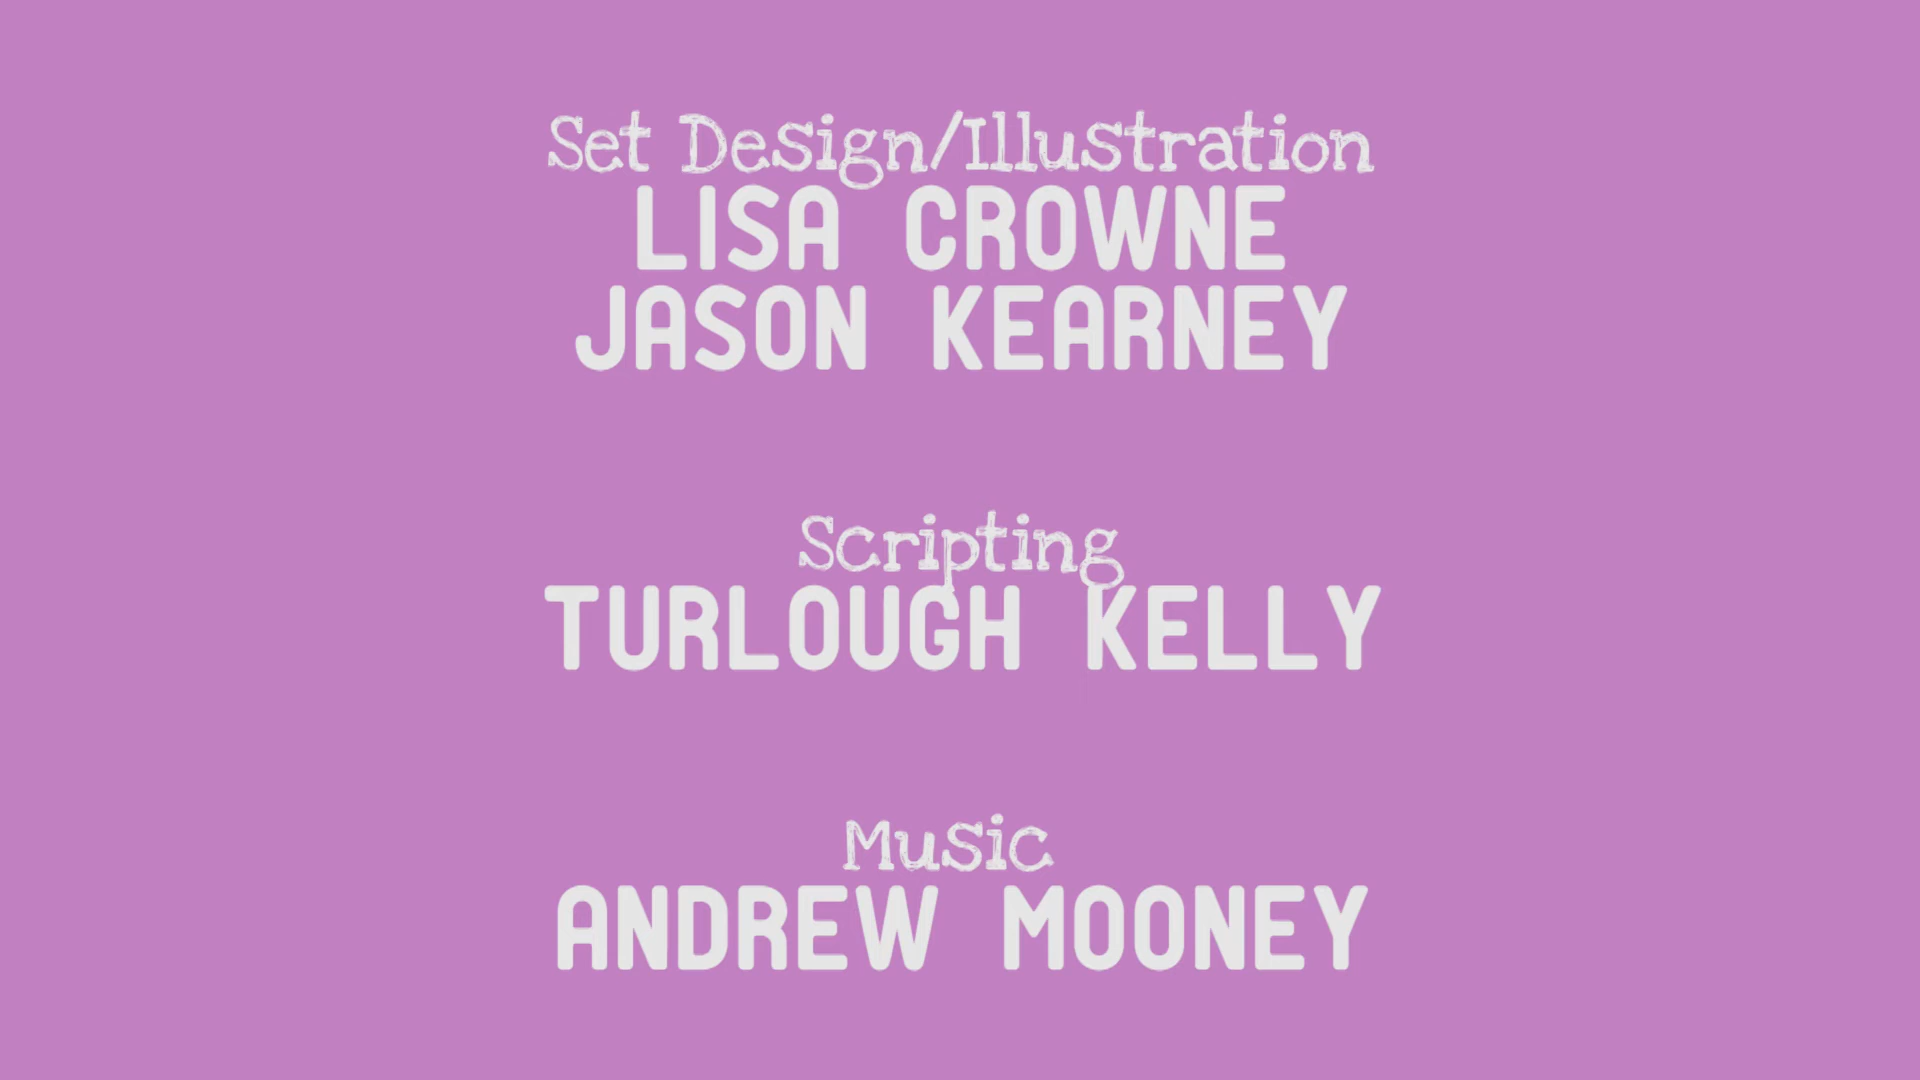 Set Design/Illustration
LISA CROWNE
JASON KEARNEY
Scripting
TURLOUGH KELLY
Music
ANDREW MOONEY